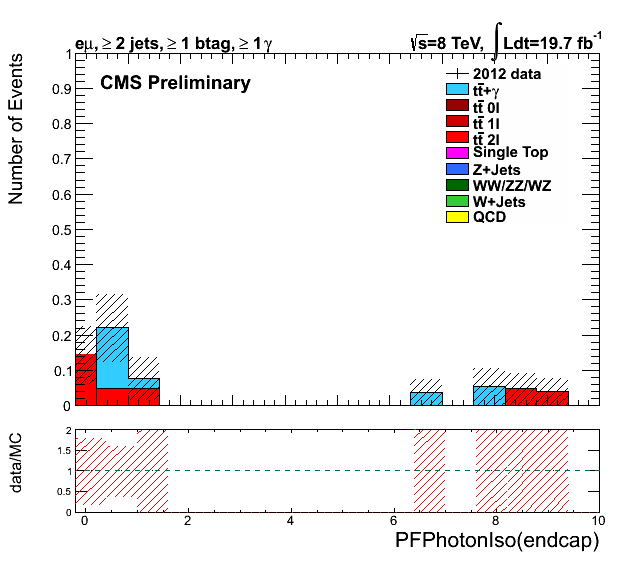 eμ, ≥ 2 jets, ≥ 1 btag, ≥ 1 γ
√s=8 TeV, ∫ Ldt=19.7 fb⁻¹
CMS Preliminary
2012 data
tt̄+γ
tt̄ 0l
tt̄ 1l
tt̄ 2l
Single Top
Z+Jets
WW/ZZ/WZ
W+Jets
QCD
Number of Events
1
0.9
0.8
0.7
0.6
0.5
0.4
0.3
0.2
0.1
0
data/MC
2
1.5
1
0.5
0
0 2 4 6 8 10
PFPhotonIso(endcap)